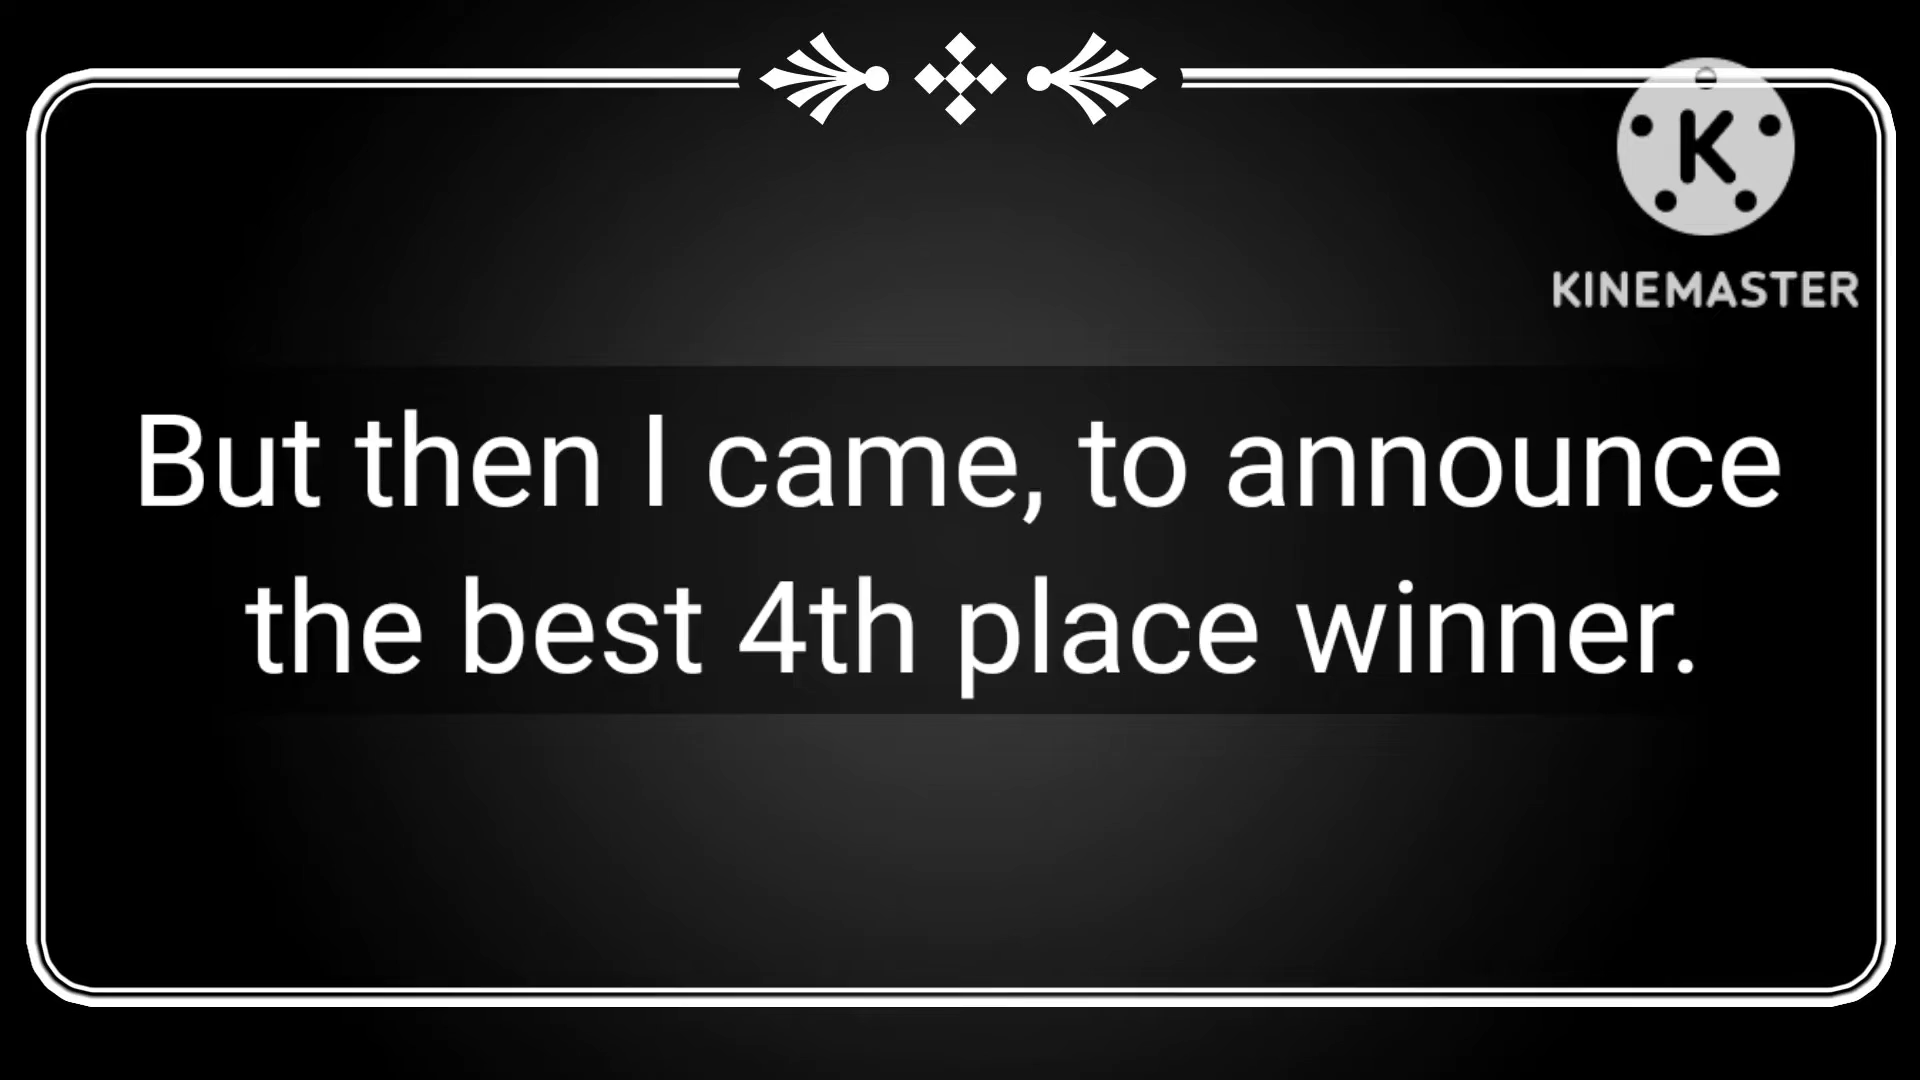 K
KINEMASTER
But then I came, to announce
the best 4th place winner.